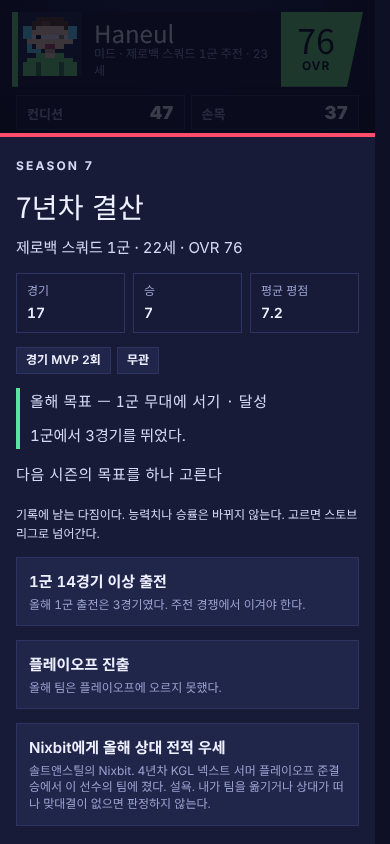 Haneul
미드 · 제로백 스쿼드 1군 주전 · 23
세
76
OVR
컨디션 47 손목 37
SEASON 7
7년차 결산
제로백 스쿼드 1군 · 22세 · OVR 76
경기 승 평균 평점
17 7 7.2
경기 MVP 2회 무관
올해 목표 — 1군 무대에 서기 · 달성
1군에서 3경기를 뛰었다.
다음 시즌의 목표를 하나 고른다
기록에 남는 다짐이다. 능력치나 승률은 바뀌지 않는다. 고르면 스토브
리그로 넘어간다.
1군 14경기 이상 출전
올해 1군 출전은 3경기였다. 주전 경쟁에서 이겨야 한다.
플레이오프 진출
올해 팀은 플레이오프에 오르지 못했다.
Nixbit에게 올해 상대 전적 우세
솔트앤스틸의 Nixbit. 4년차 KGL 넥스트 서머 플레이오프 준결
승에서 이 선수의 팀에 졌다. 설욕. 내가 팀을 옮기거나 상대가 떠
나 맞대결이 없으면 판정하지 않는다.